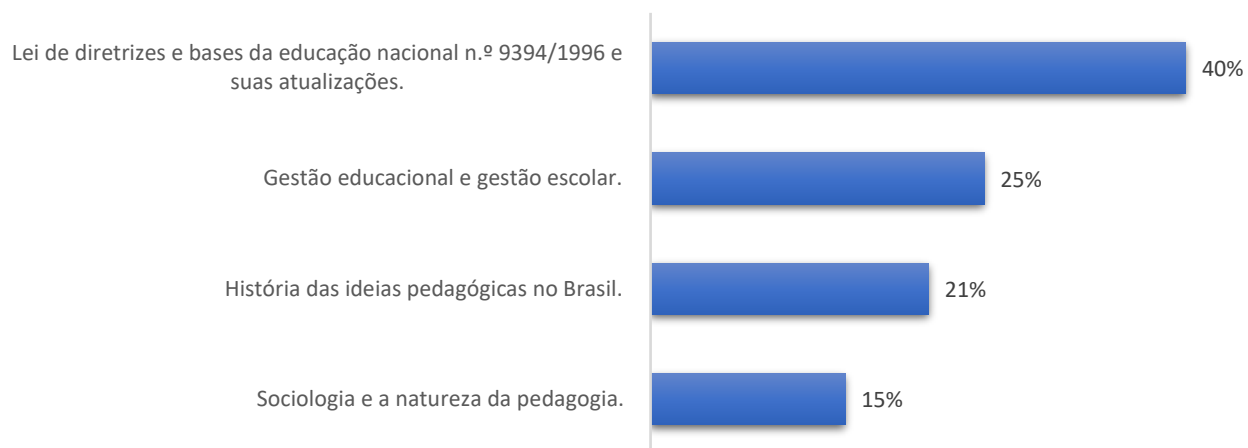 Lei de diretrizes e bases da educação nacional n.º 9394/1996 e
suas atualizações.
40%
Gestão educacional e gestão escolar.
25%
História das ideias pedagógicas no Brasil.
21%
Sociologia e a natureza da pedagogia.
15%